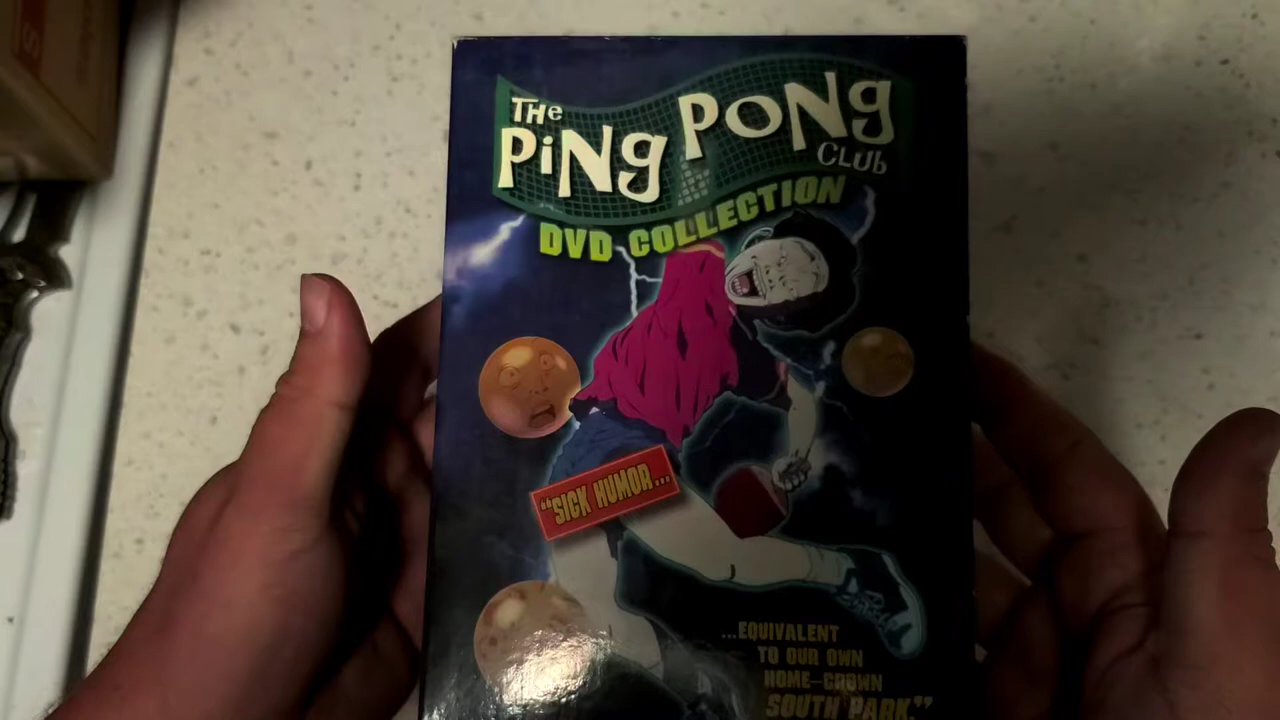 THE
PiNg PoNg
CLUb
DVD COLLECTION
"SICK HUMOR...
...EQUIVALENT
TO OUR OWN
HOME-GROWN
SOUTH PARK."